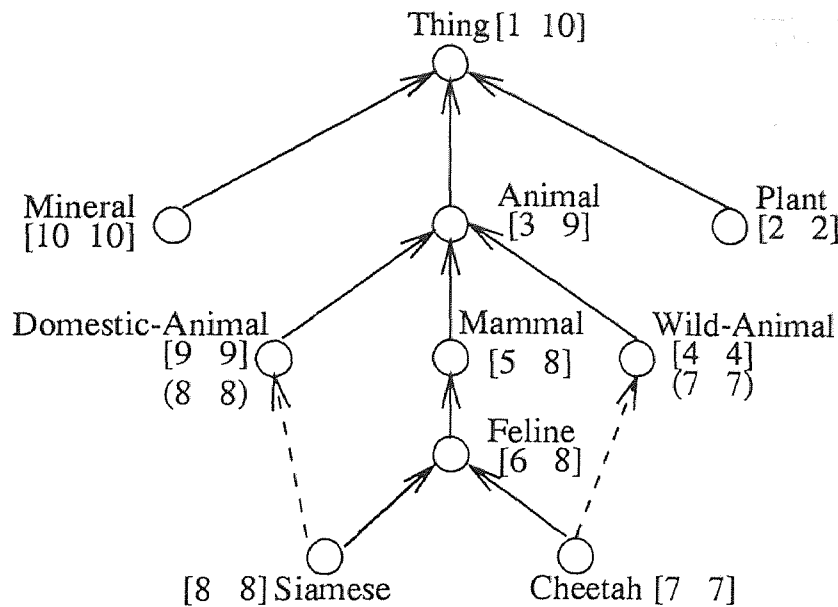 Thing [1 10]
Mineral
[10 10]
Animal
[3 9]
Plant
[2 2]
Domestic-Animal
[9 9]
(8 8)
Mammal
[5 8]
Wild-Animal
[4 4]
(7 7)
Feline
[6 8]
[8 8] Siamese
Cheetah [7 7]